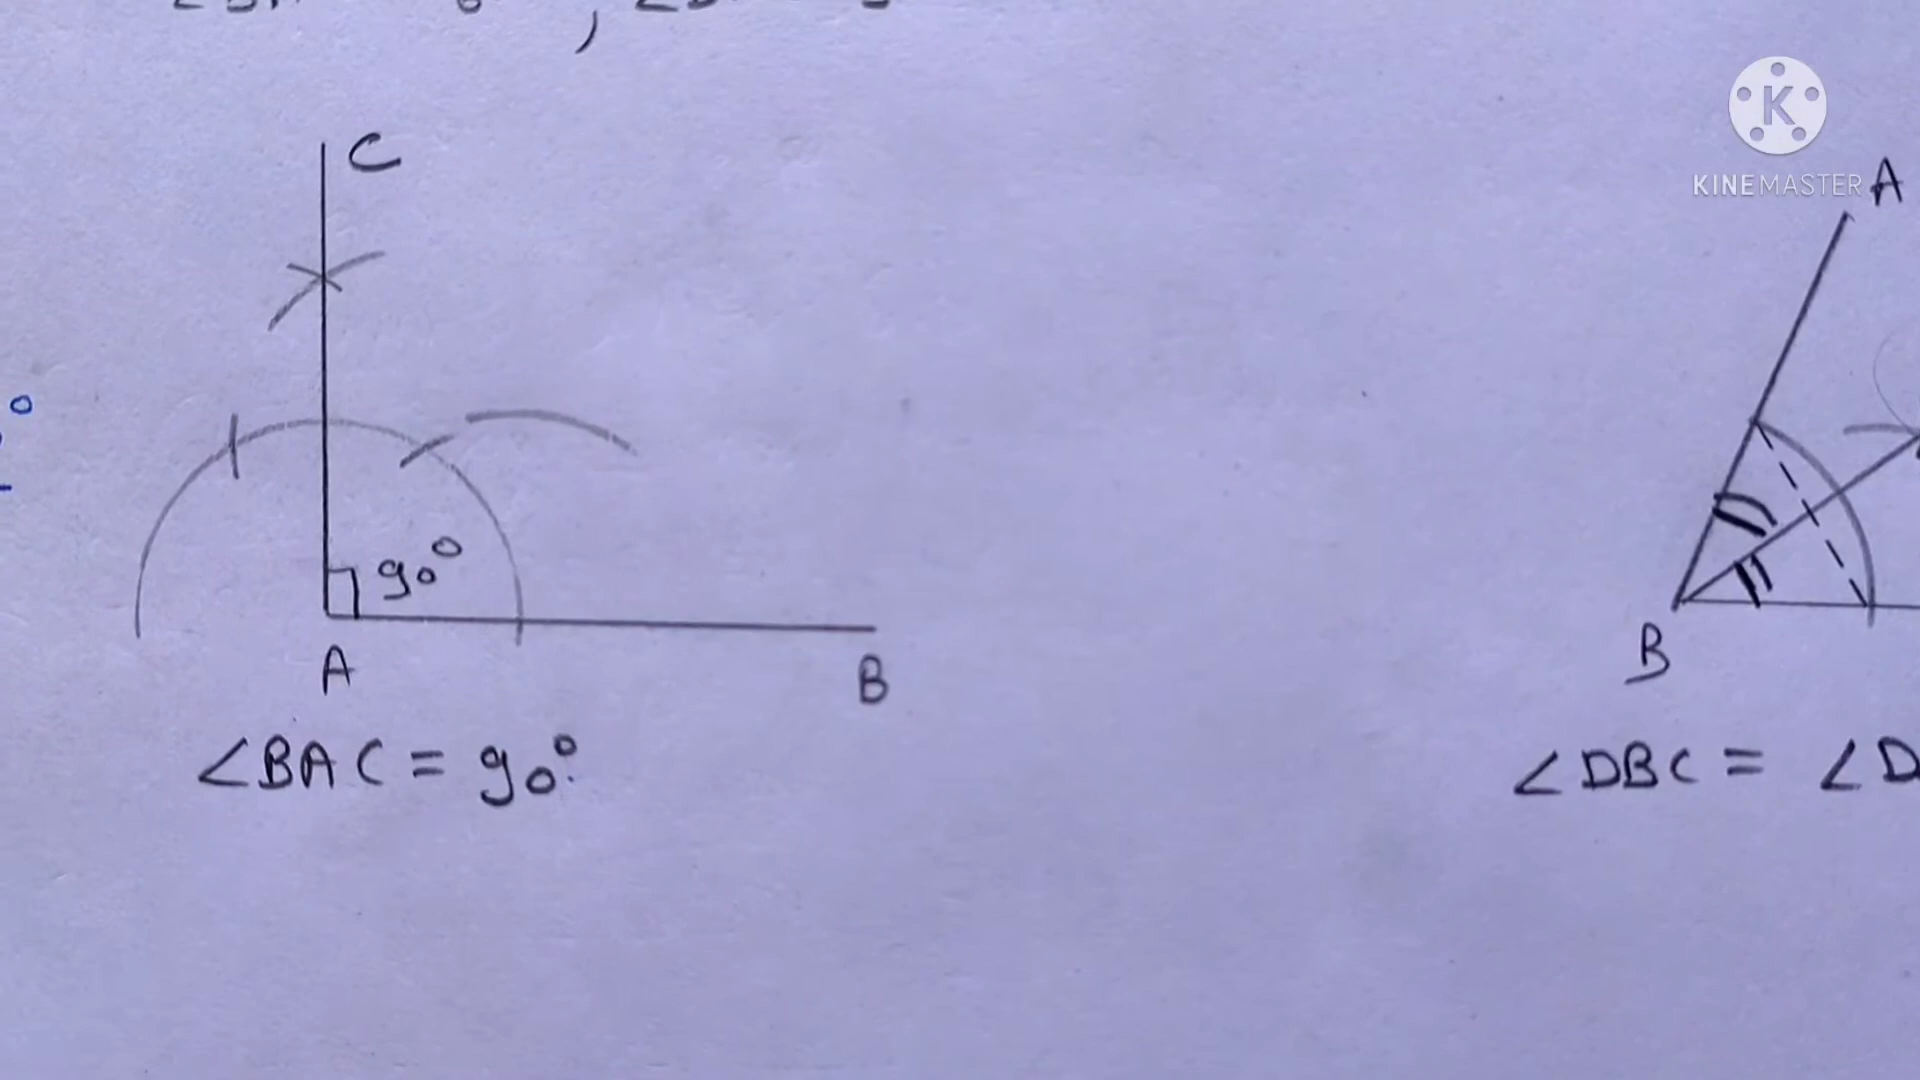 C
KINEMASTER
A
90°
A
B
B
∠BAC = 90°.
∠DBC = ∠D